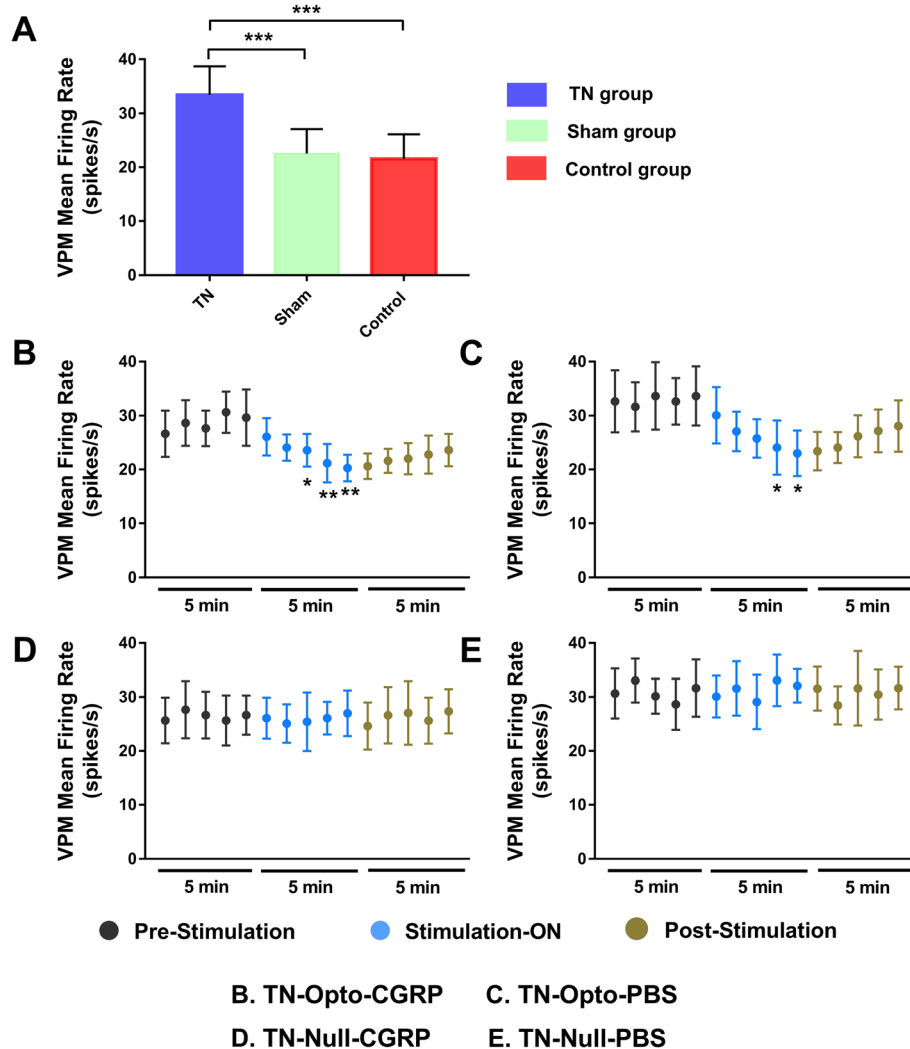 A
***
***
VPM Mean Firing Rate
(spikes/s)
40
30
20
10
0
TN
Sham
Control
TN group
Sham group
Control group
B
VPM Mean Firing Rate
(spikes/s)
40
30
20
10
0
*
**
**
5 min
5 min
5 min
C
VPM Mean Firing Rate
(spikes/s)
40
30
20
10
0
*
*
5 min
5 min
5 min
D
VPM Mean Firing Rate
(spikes/s)
40
30
20
10
0
5 min
5 min
5 min
E
VPM Mean Firing Rate
(spikes/s)
40
30
20
10
0
5 min
5 min
5 min
Pre-Stimulation
Stimulation-ON
Post-Stimulation
B. TN-Opto-CGRP
C. TN-Opto-PBS
D. TN-Null-CGRP
E. TN-Null-PBS